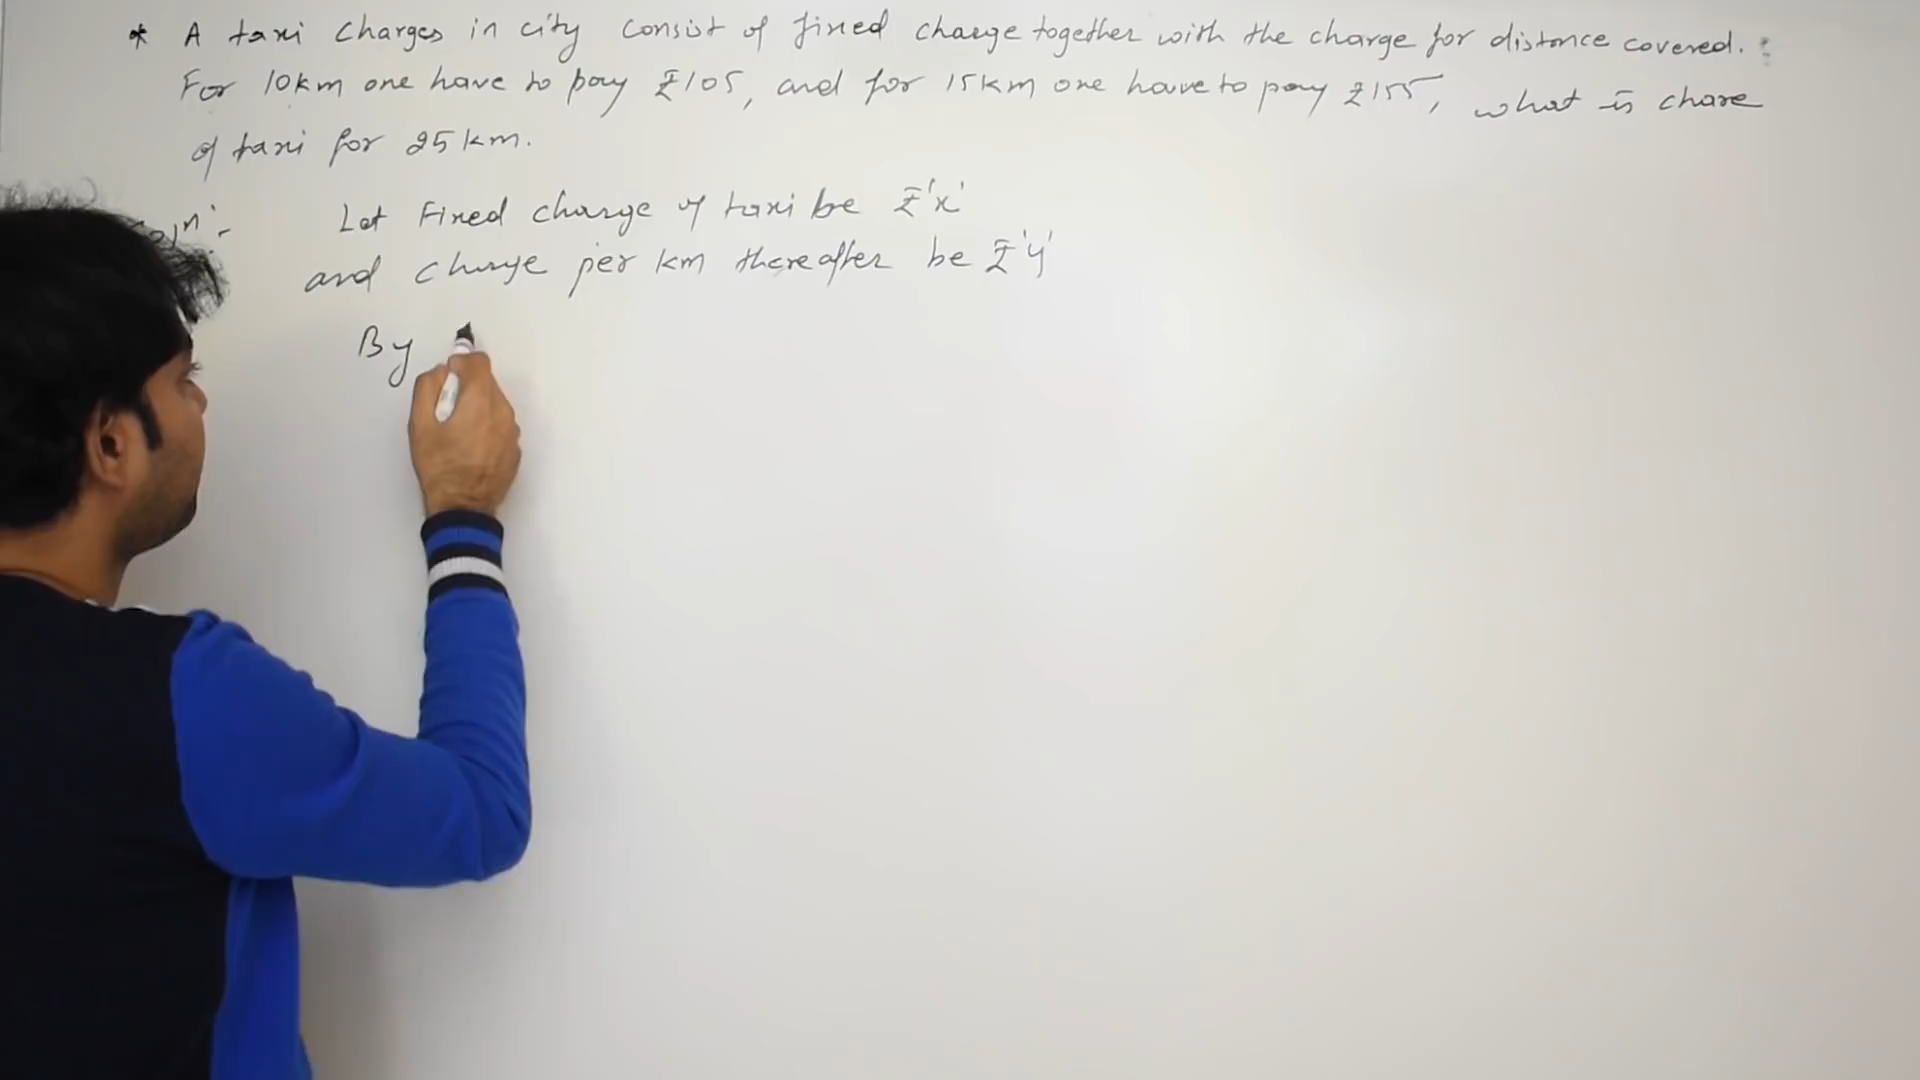 * A taxi charges in city consist of fixed charge together with the charge for distance covered.
For 10km one have to pay ₹105, and for 15km one have to pay ₹155, what is chare
of taxi for 25km.
Soln:- Let Fixed charge of taxi be ₹'x'
and charge per km thereafter be ₹'y'
By